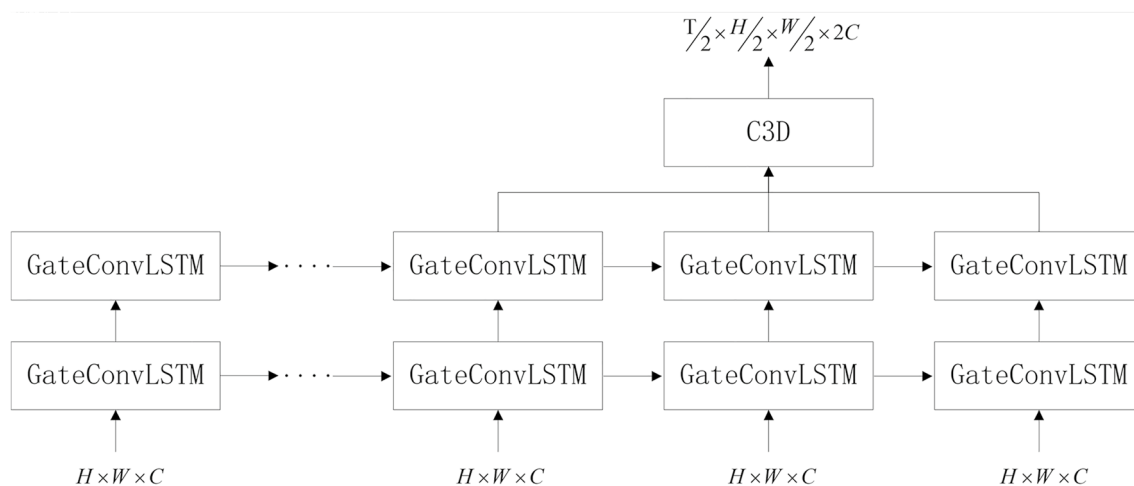 T/2×H/2×W/2×2C
C3D
GateConvLSTM ····· GateConvLSTM GateConvLSTM GateConvLSTM
GateConvLSTM ····· GateConvLSTM GateConvLSTM GateConvLSTM
H×W×C H×W×C H×W×C H×W×C